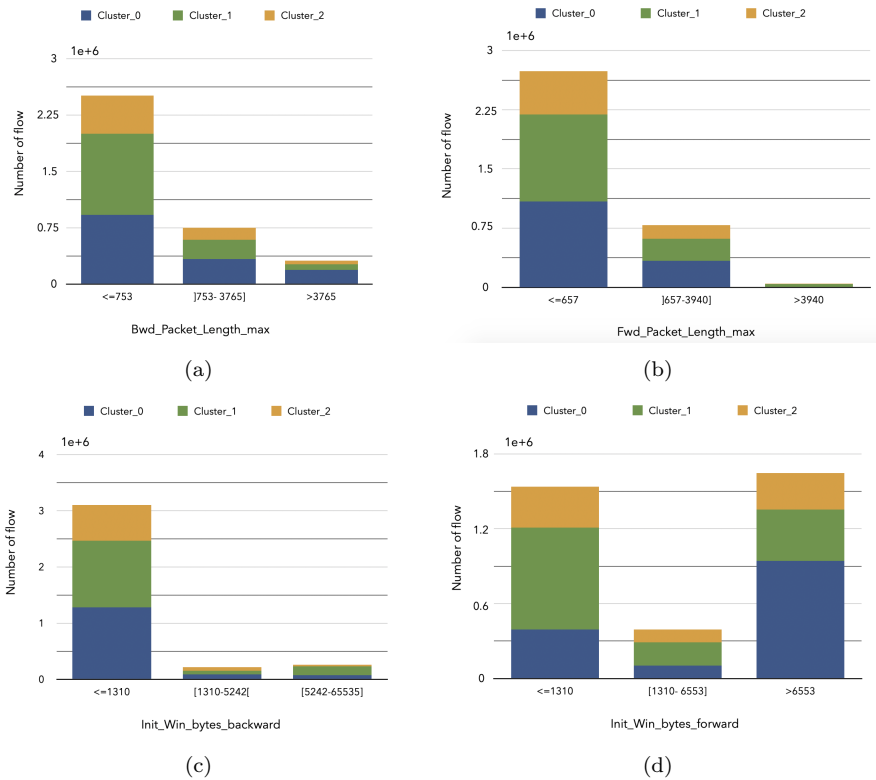 Cluster_0 Cluster_1 Cluster_2
1e+6
3
2.25
1.5
0.75
0
Number of flow
<=753 ]753- 3765] >3765
Bwd_Packet_Length_max
(a)
Cluster_0 Cluster_1 Cluster_2
1e+6
3
2.25
1.5
0.75
0
Number of flow
<=657 ]657-3940] >3940
Fwd_Packet_Length_max
(b)
Cluster_0 Cluster_1 Cluster_2
1e+6
4
3
2
1
0
Number of flow
<=1310 [1310-5242[ [5242-65535]
Init_Win_bytes_backward
(c)
Cluster_0 Cluster_1 Cluster_2
1e+6
1.8
1.2
0.6
0
Number of flow
<=1310 [1310- 6553] >6553
Init_Win_bytes_forward
(d)